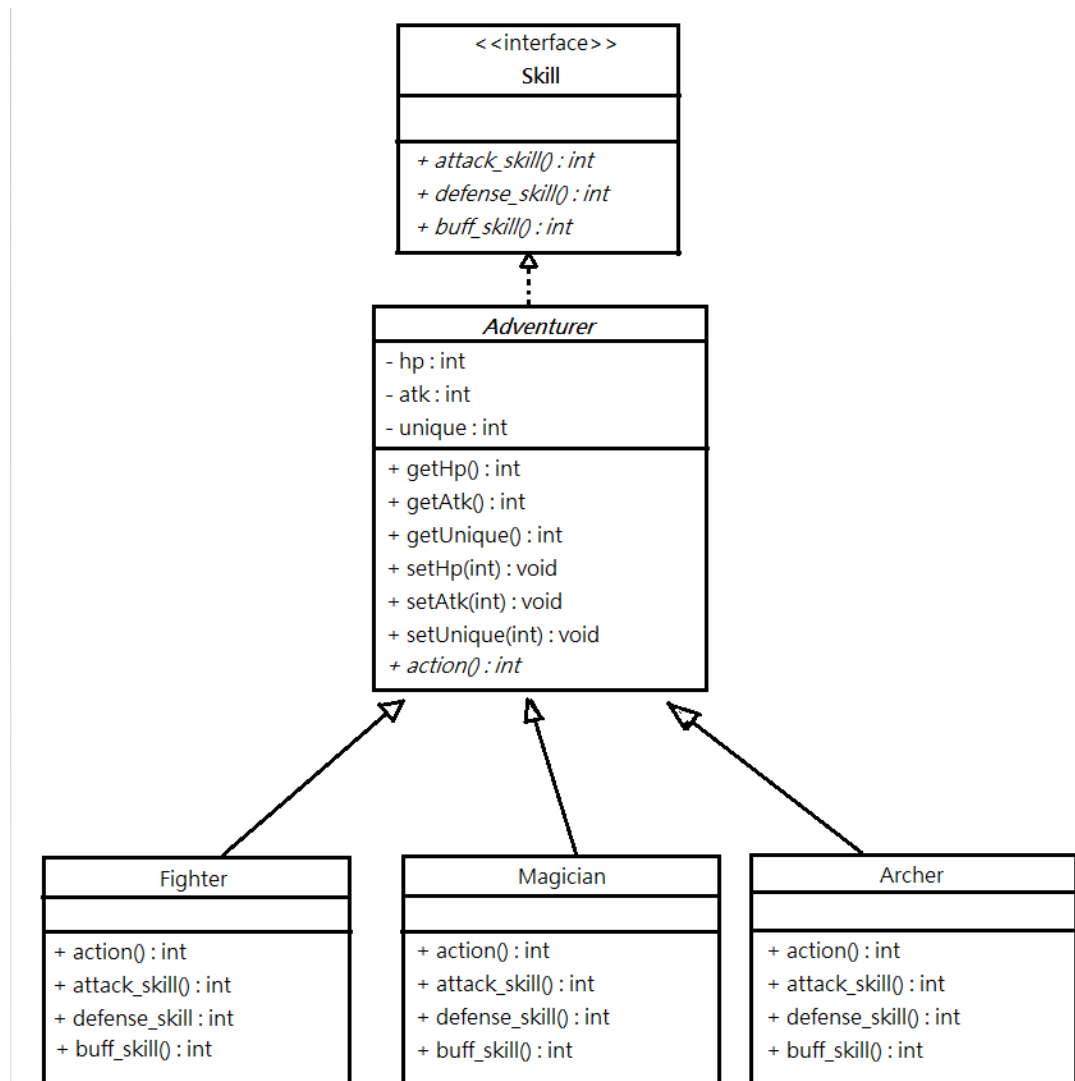 <<interface>>
Skill
+ attack_skill() : int
+ defense_skill() : int
+ buff_skill() : int
Adventurer
- hp : int
- atk : int
- unique : int
+ getHp() : int
+ getAtk() : int
+ getUnique() : int
+ setHp(int) : void
+ setAtk(int) : void
+ setUnique(int) : void
+ action() : int
Fighter
+ action() : int
+ attack_skill() : int
+ defense_skill : int
+ buff_skill() : int
Magician
+ action() : int
+ attack_skill() : int
+ defense_skill() : int
+ buff_skill() : int
Archer
+ action() : int
+ attack_skill() : int
+ defense_skill() : int
+ buff_skill() : int